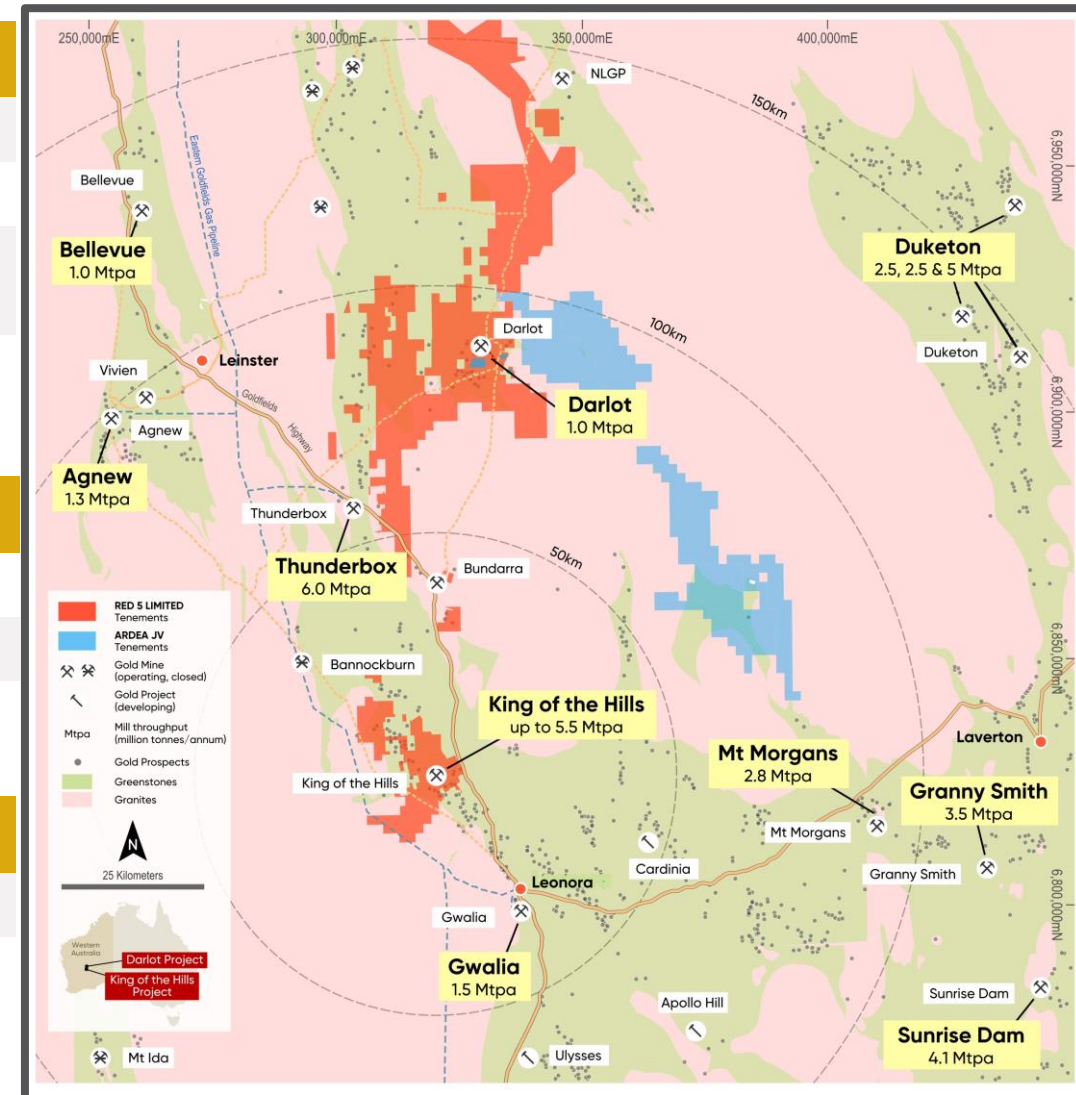 250,000mE
300,000mE
350,000mE
400,000mE
NLGP
150km
6,950,000mN
Bellevue
Eastern Goldfields Gas Pipeline
Bellevue
1.0 Mtpa
Duketon
2.5, 2.5 & 5 Mtpa
Darlot
100km
Duketon
Leinster
Vivien
Goldfields
Highway
Darlot
1.0 Mtpa
6,900,000mN
Agnew
Agnew
1.3 Mtpa
Thunderbox
Thunderbox
6.0 Mtpa
50km
Bundarra
RED 5 LIMITED
Tenements
ARDEA JV
Tenements
Gold Mine
(operating, closed)
Gold Project
(developing)
Mtpa
Mill throughput
(million tonnes/annum)
Gold Prospects
Greenstones
Granites
N
25 Kilometers
Western
Australia
Darlot Project
King of the Hills
Project
Bannockburn
6,850,000mN
King of the Hills
up to 5.5 Mtpa
King of the Hills
Laverton
Mt Morgans
2.8 Mtpa
Granny Smith
3.5 Mtpa
Mt Morgans
Cardinia
Granny Smith
Leonora
6,800,000mN
Gwalia
Gwalia
1.5 Mtpa
Apollo Hill
Sunrise Dam
Sunrise Dam
4.1 Mtpa
Mt Ida
Ulysses